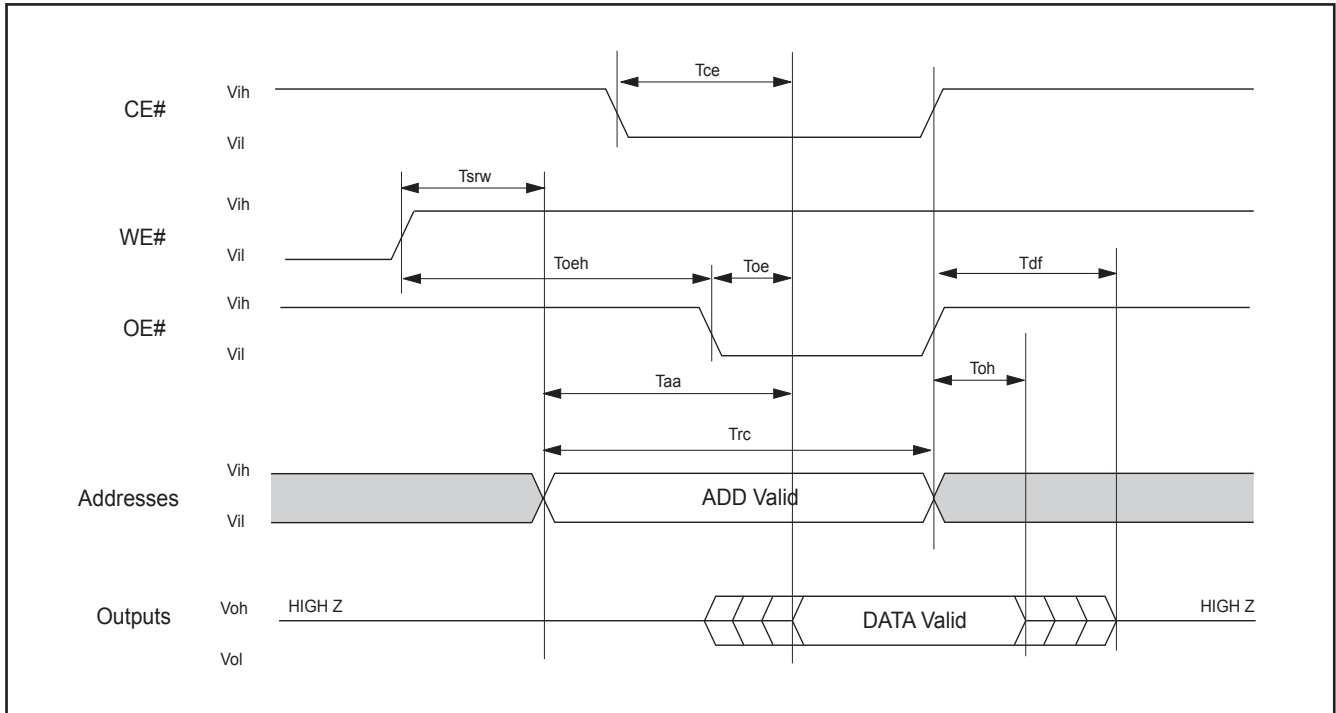 Tce
Vih
CE#
Vil
Tsrw
Vih
WE#
Vil
Toeh
Toe
Tdf
Vih
OE#
Vil
Toh
Taa
Trc
Vih
Addresses
ADD Valid
Vil
Voh
HIGH Z
HIGH Z
Outputs
DATA Valid
Vol